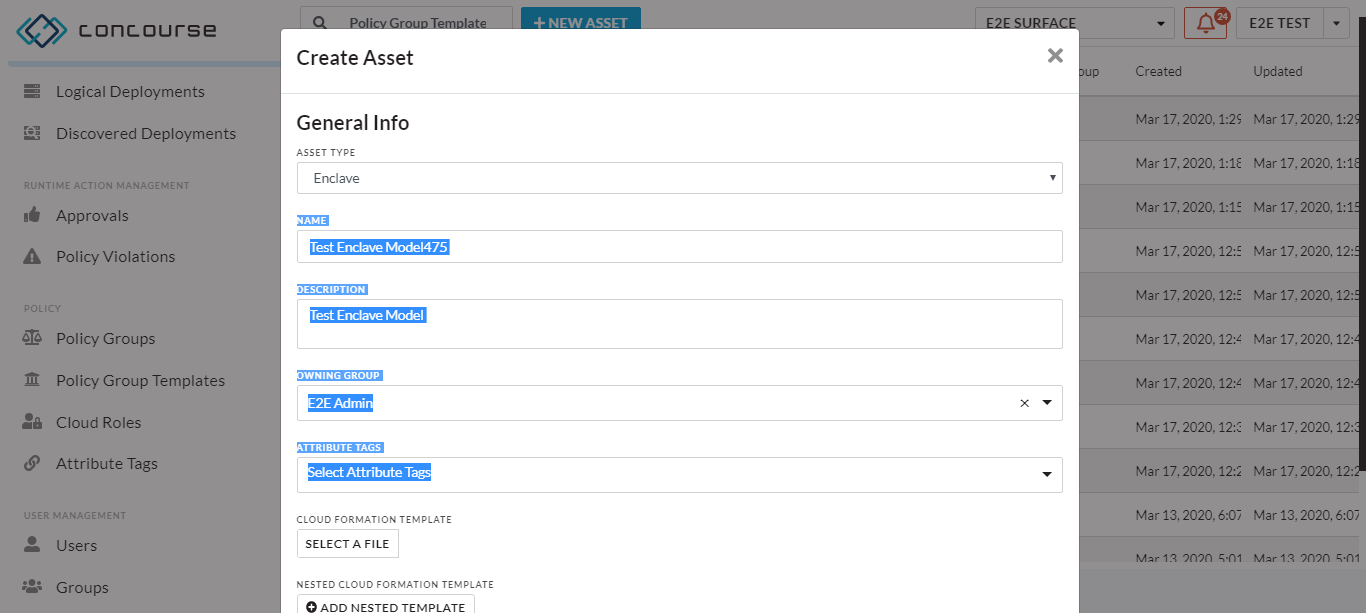 concourse
Policy Group Template
+ NEW ASSET
E2E SURFACE
24
E2E TEST
Logical Deployments
Discovered Deployments
RUNTIME ACTION MANAGEMENT
Approvals
Policy Violations
POLICY
Policy Groups
Policy Group Templates
Cloud Roles
Attribute Tags
USER MANAGEMENT
Users
Groups
Create Asset
General Info
ASSET TYPE
Enclave
NAME
Test Enclave Model475
DESCRIPTION
Test Enclave Model
OWNING GROUP
E2E Admin
ATTRIBUTE TAGS
Select Attribute Tags
CLOUD FORMATION TEMPLATE
SELECT A FILE
NESTED CLOUD FORMATION TEMPLATE
ADD NESTED TEMPLATE
oup Created Updated
Mar 17, 2020, 1:29 Mar 17, 2020, 1:29
Mar 17, 2020, 1:18 Mar 17, 2020, 1:18
Mar 17, 2020, 1:15 Mar 17, 2020, 1:15
Mar 17, 2020, 12:5 Mar 17, 2020, 12:5
Mar 17, 2020, 12:5 Mar 17, 2020, 12:5
Mar 17, 2020, 12:4 Mar 17, 2020, 12:4
Mar 17, 2020, 12:4 Mar 17, 2020, 12:4
Mar 17, 2020, 12:3 Mar 17, 2020, 12:3
Mar 17, 2020, 12:2 Mar 17, 2020, 12:2
Mar 13, 2020, 6:07 Mar 13, 2020, 6:07
Mar 13, 2020, 5:01 Mar 13, 2020, 5:01